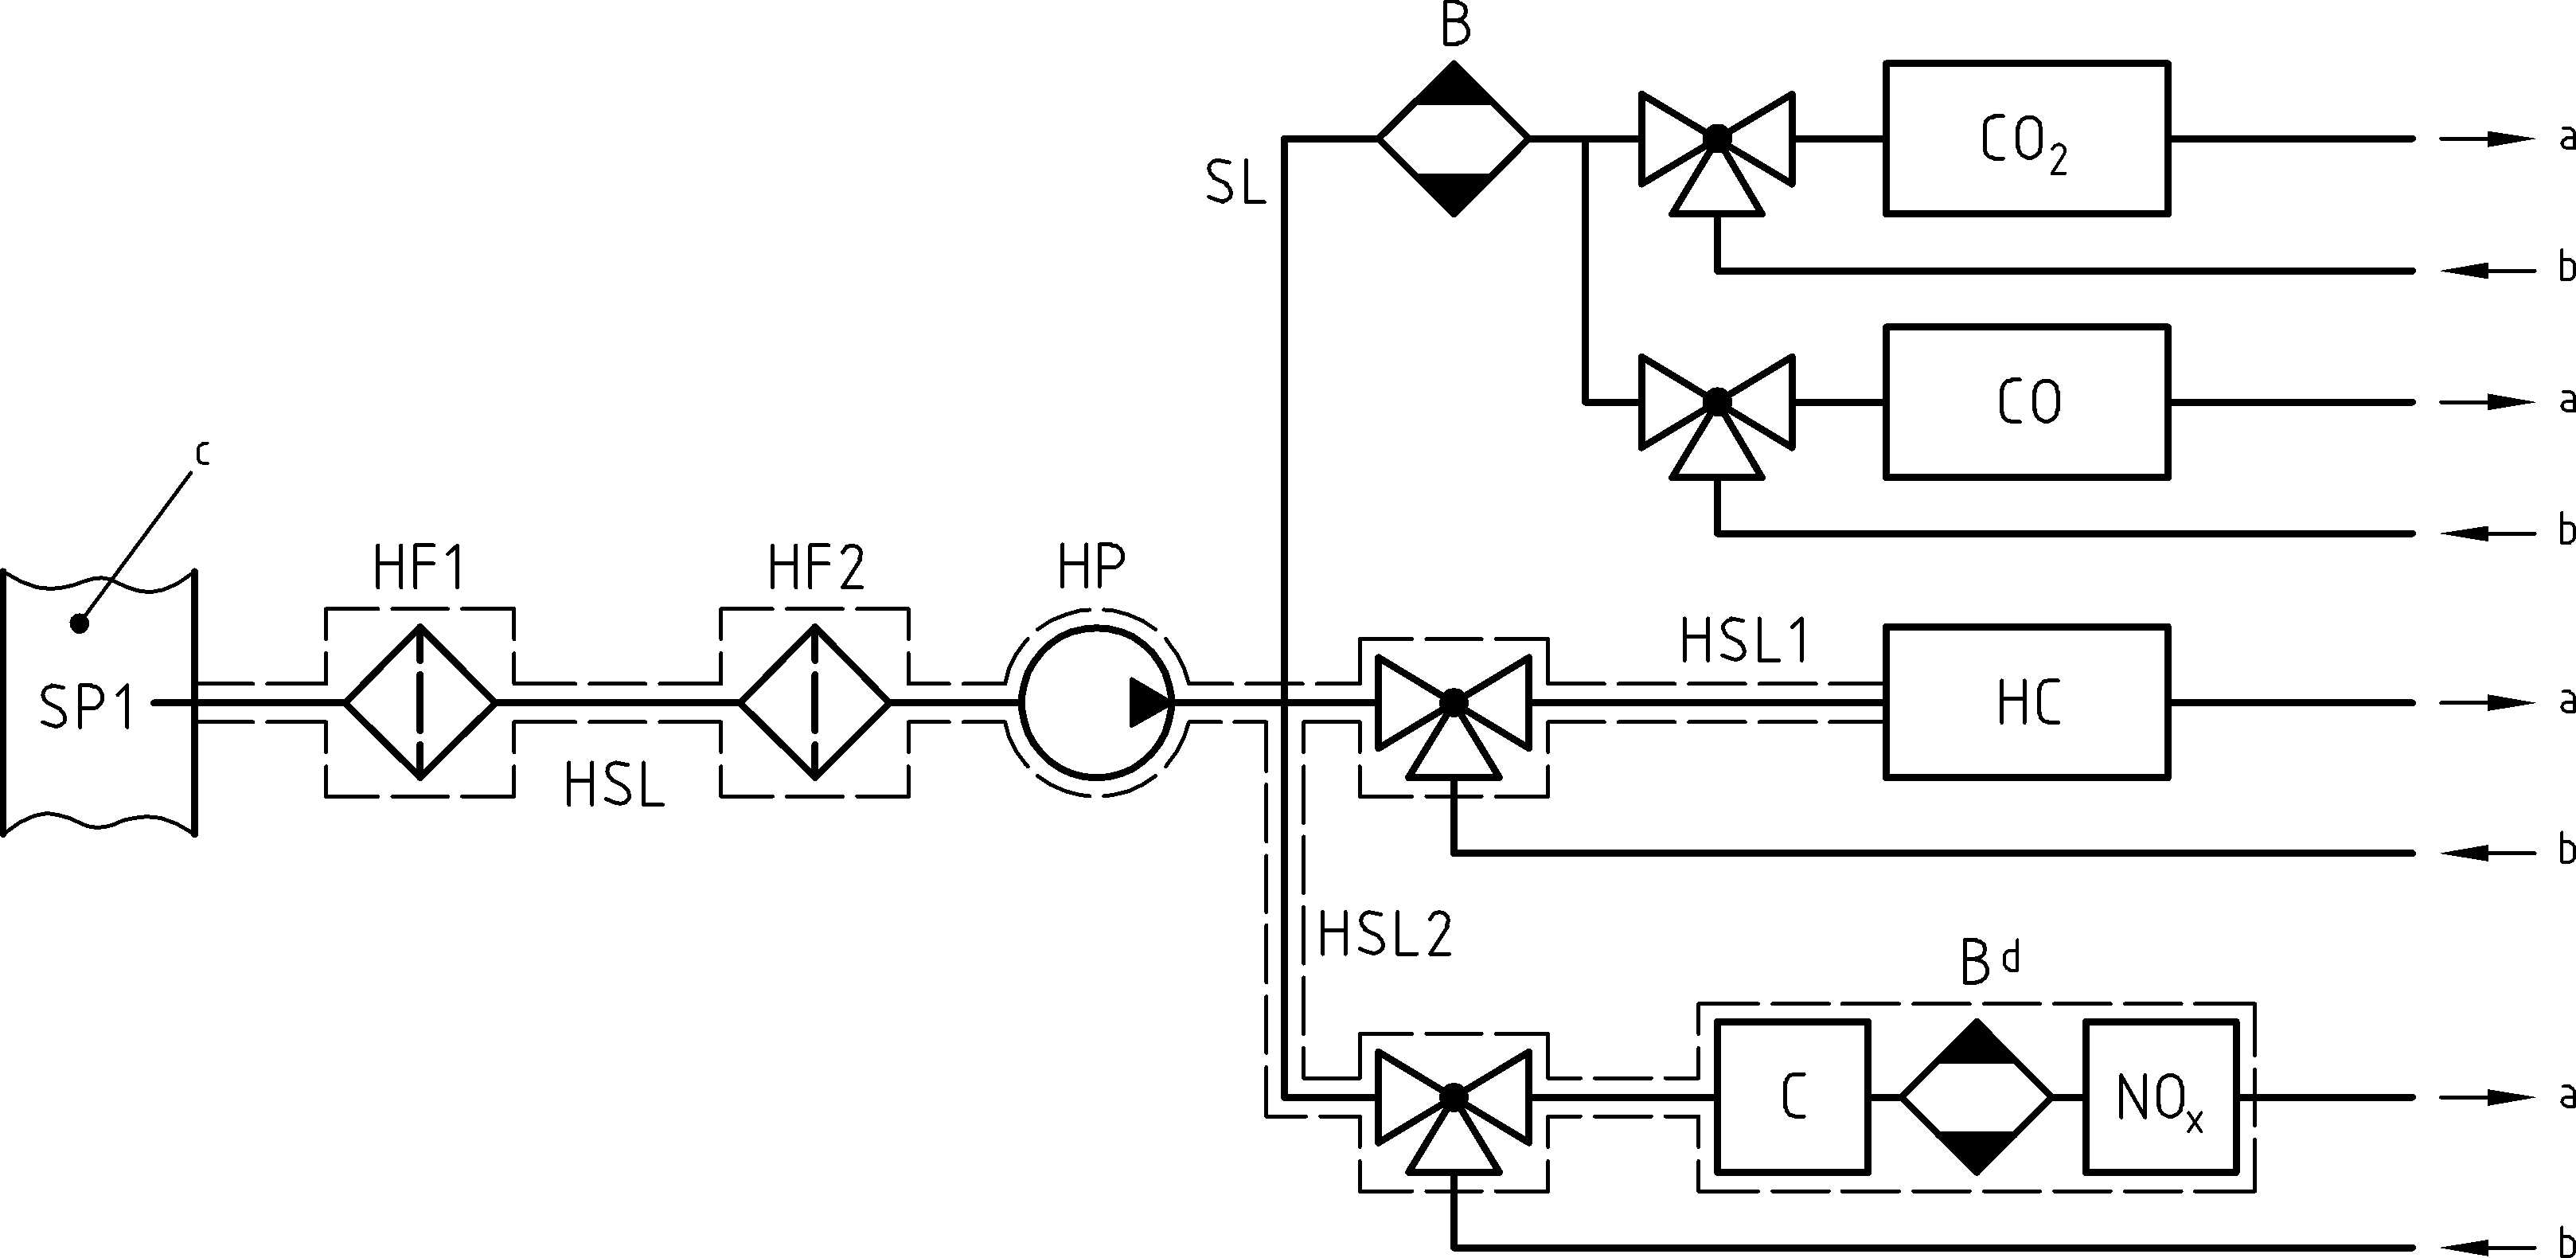 B
CO₂
a
SL
b
CO
a
c
b
HF1
HF2
HP
HSL1
SP1
HC
a
HSL
b
HSL2
B d
C
NOₓ
a
b